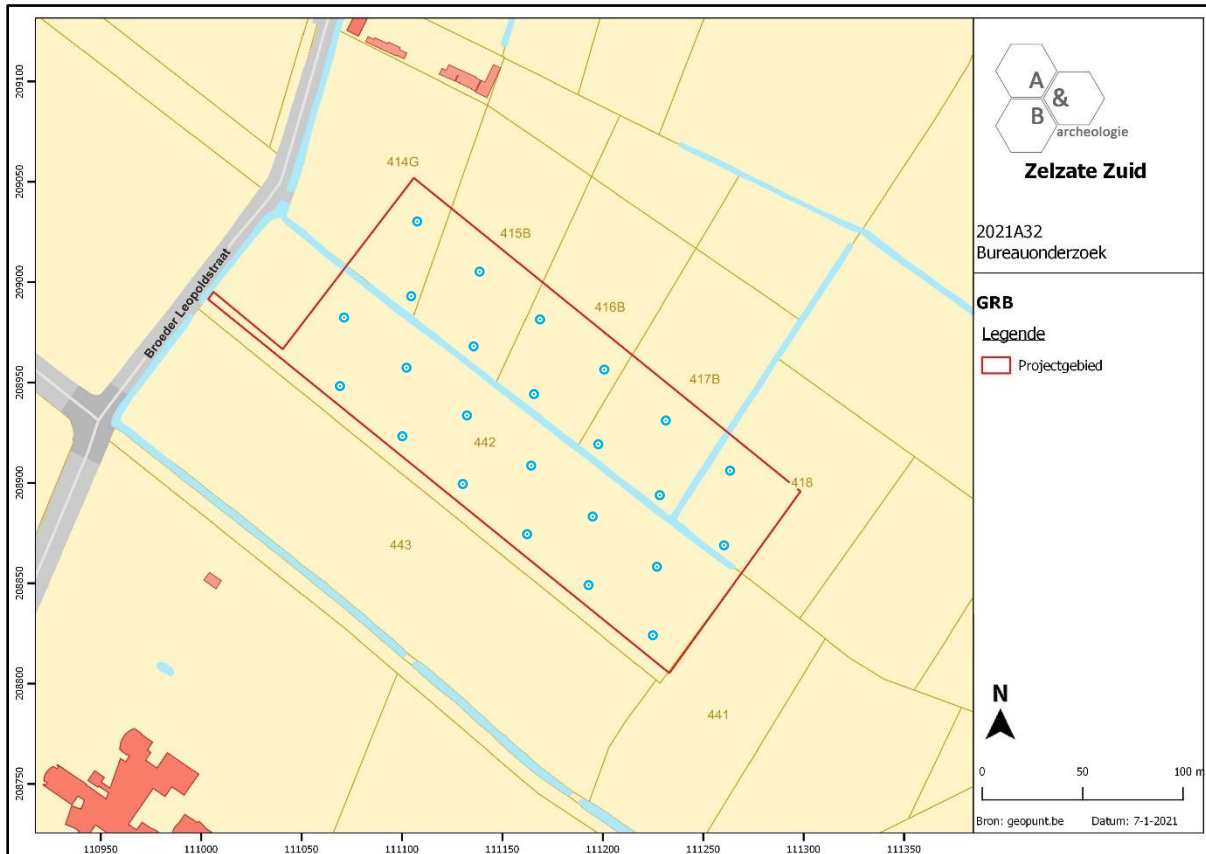 209100
209050
209000
208950
208900
208850
208800
208750
110950
111000
111050
111100
111150
111200
111250
111300
111350
414G
415B
416B
417B
418
442
443
441
Broeder Leopoldstraat
A
&
B
archeologie
Zelzate Zuid
2021A32
Bureauonderzoek
GRB
Legende
Projectgebied
N
0 50 100 m
Bron: geopunt.be Datum: 7-1-2021